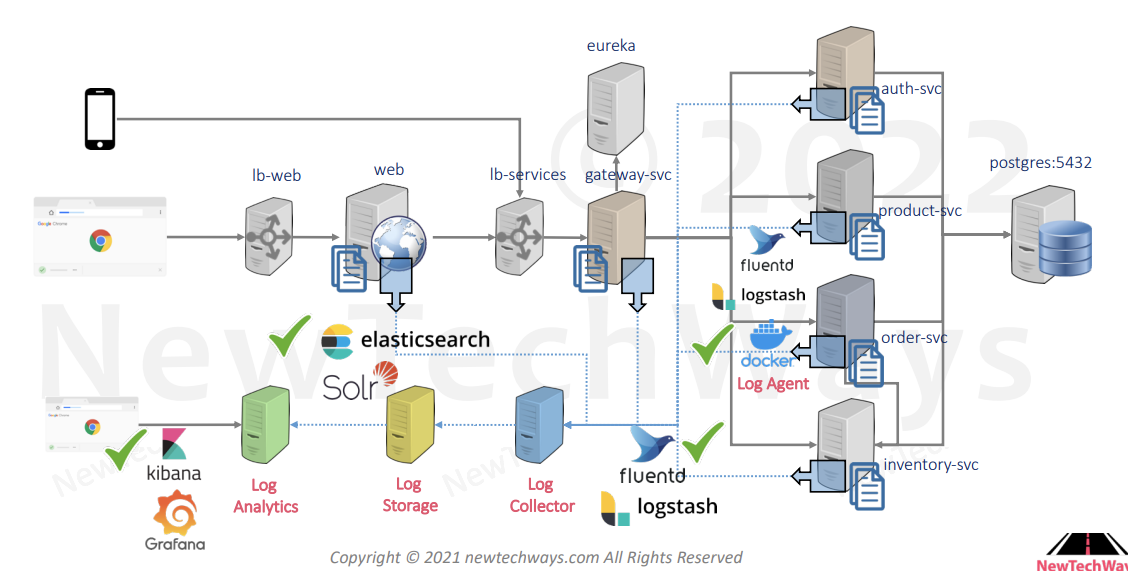 eureka
auth-svc
postgres:5432
lb-web
web
lb-services
gateway-svc
product-svc
fluentd
logstash
docker
Log Agent
order-svc
elasticsearch
Solr
inventory-svc
kibana
Grafana
Log
Analytics
Log
Storage
Log
Collector
fluentd
logstash
© 2022
NewTechWays
Copyright © 2021 newtechways.com All Rights Reserved
NewTechWay